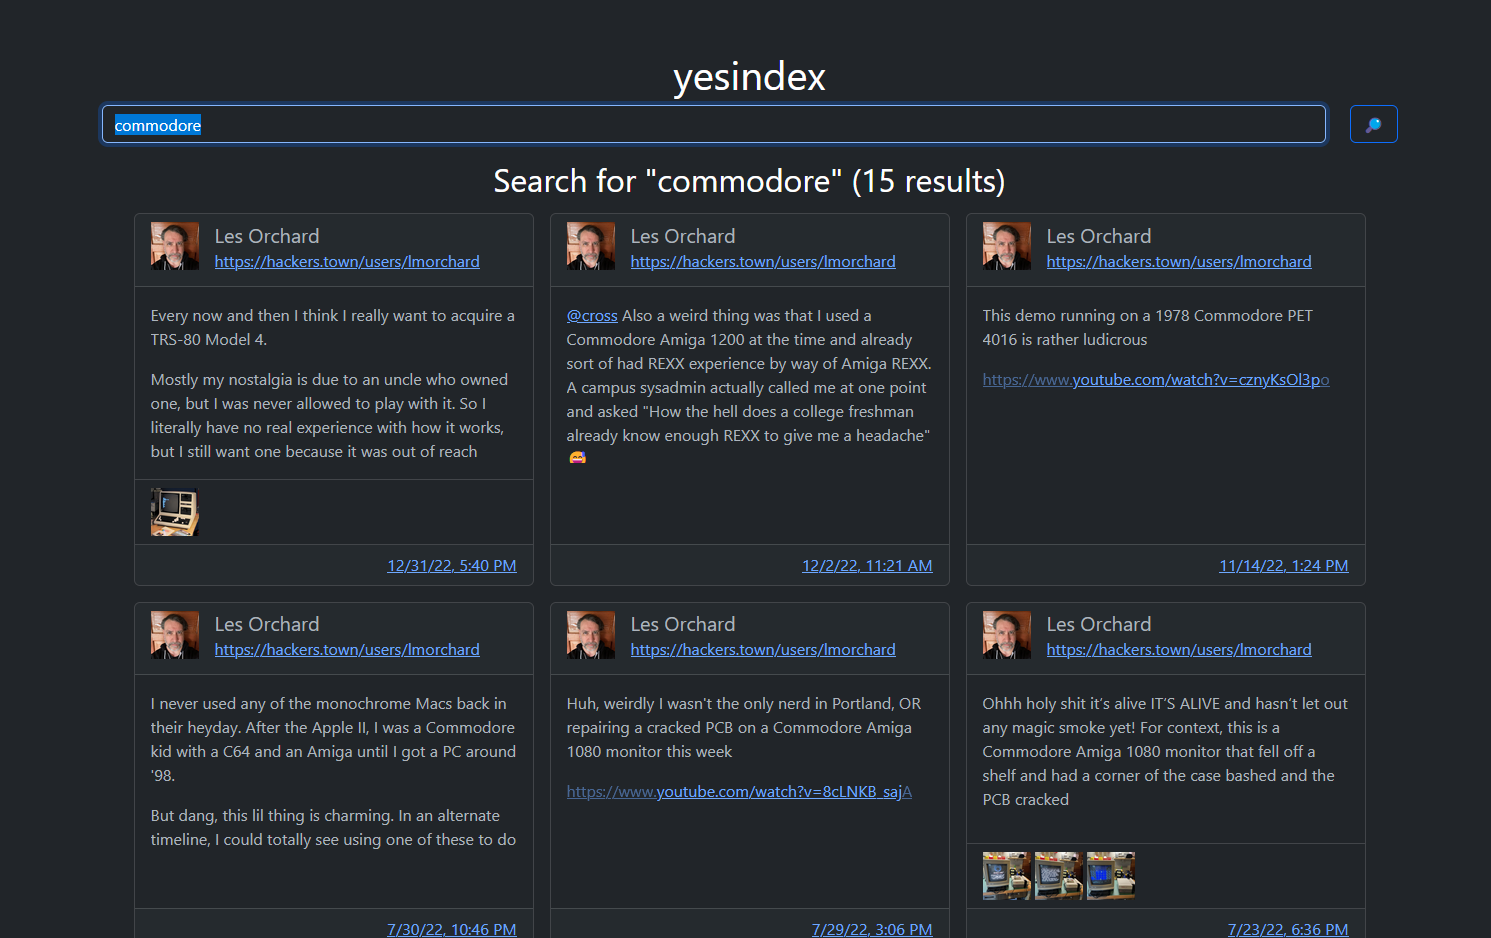 yesindex
commodore
Search for "commodore" (15 results)
Les Orchard
https://hackers.town/users/lmorchard
Every now and then I think I really want to acquire a
TRS-80 Model 4.
Mostly my nostalgia is due to an uncle who owned
one, but I was never allowed to play with it. So I
literally have no real experience with how it works,
but I still want one because it was out of reach
12/31/22, 5:40 PM
Les Orchard
https://hackers.town/users/lmorchard
@cross Also a weird thing was that I used a
Commodore Amiga 1200 at the time and already
sort of had REXX experience by way of Amiga REXX.
A campus sysadmin actually called me at one point
and asked "How the hell does a college freshman
already know enough REXX to give me a headache"
😅
12/2/22, 11:21 AM
Les Orchard
https://hackers.town/users/lmorchard
This demo running on a 1978 Commodore PET
4016 is rather ludicrous
https://www.youtube.com/watch?v=cznyKsOl3po
11/14/22, 1:24 PM
Les Orchard
https://hackers.town/users/lmorchard
I never used any of the monochrome Macs back in
their heyday. After the Apple II, I was a Commodore
kid with a C64 and an Amiga until I got a PC around
'98.
But dang, this lil thing is charming. In an alternate
timeline, I could totally see using one of these to do
7/30/22, 10:46 PM
Les Orchard
https://hackers.town/users/lmorchard
Huh, weirdly I wasn't the only nerd in Portland, OR
repairing a cracked PCB on a Commodore Amiga
1080 monitor this week
https://www.youtube.com/watch?v=8cLNKB_sajA
7/29/22, 3:06 PM
Les Orchard
https://hackers.town/users/lmorchard
Ohhh holy shit it’s alive IT’S ALIVE and hasn’t let out
any magic smoke yet! For context, this is a
Commodore Amiga 1080 monitor that fell off a
shelf and had a corner of the case bashed and the
PCB cracked
7/23/22, 6:36 PM